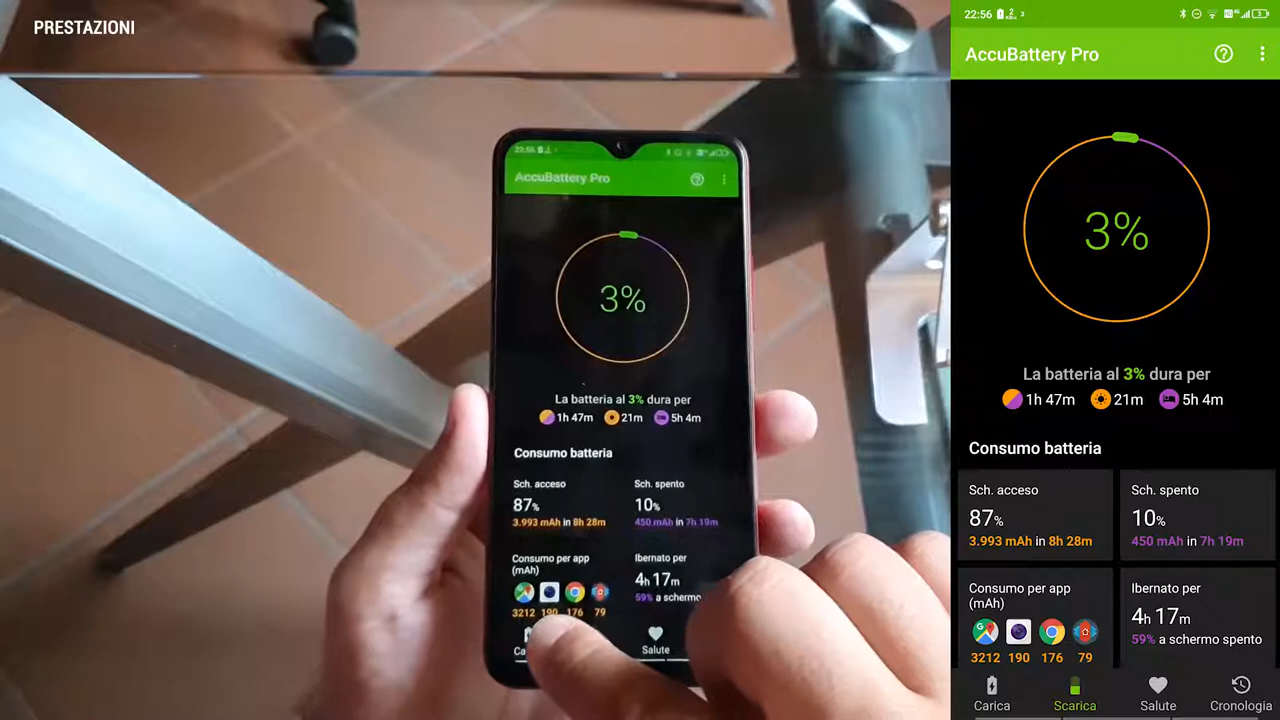 PRESTAZIONI
22:56
AccuBattery Pro
3%
La batteria al 3% dura per
1h 47m 21m 5h 4m
Consumo batteria
Sch. acceso
87%
3.993 mAh in 8h 28m
Sch. spento
10%
450 mAh in 7h 19m
Consumo per app
(mAh)
3212 190 176 79
Ibernato per
4h 17m
59% a schermo
Salute
22:56
AccuBattery Pro
3%
La batteria al 3% dura per
1h 47m 21m 5h 4m
Consumo batteria
Sch. acceso
87%
3.993 mAh in 8h 28m
Sch. spento
10%
450 mAh in 7h 19m
Consumo per app
(mAh)
3212 190 176 79
Ibernato per
4h 17m
59% a schermo spento
Carica Scarica Salute Cronologia